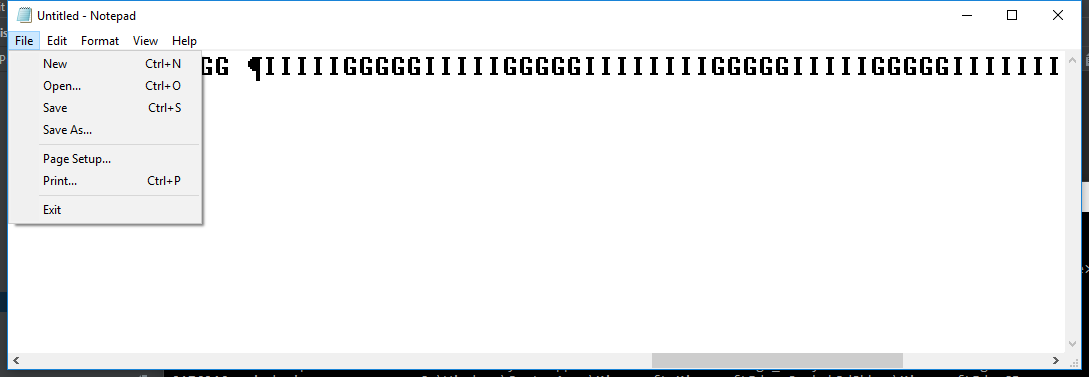 Untitled - Notepad
File Edit Format View Help
GG ¶IIIIIGGGGGIIIIIGGGGGIIIIIIIIGGGGGIIIIIGGGGGIIIIIII
New Ctrl+N
Open... Ctrl+O
Save Ctrl+S
Save As...
Page Setup...
Print... Ctrl+P
Exit